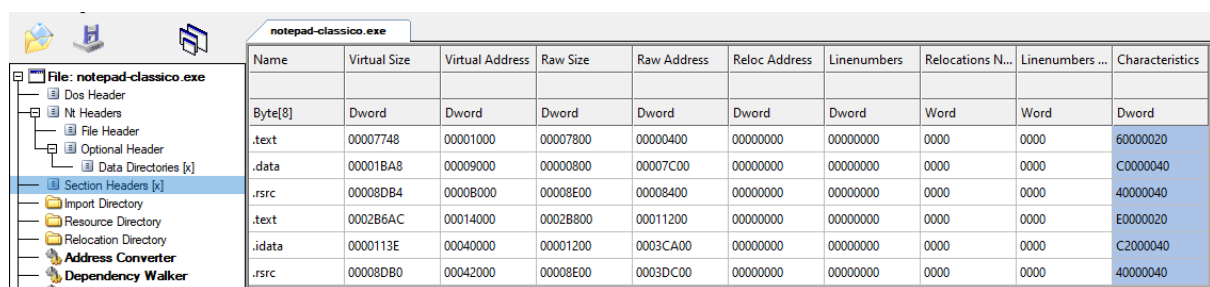 notepad-classico.exe
File: notepad-classico.exe
Dos Header
Nt Headers
File Header
Optional Header
Data Directories [x]
Section Headers [x]
Import Directory
Resource Directory
Relocation Directory
Address Converter
Dependency Walker
Name Virtual Size Virtual Address Raw Size Raw Address Reloc Address Linenumbers Relocations N... Linenumbers ... Characteristics
Byte[8] Dword Dword Dword Dword Dword Dword Word Word Dword
.text 00007748 00001000 00007800 00000400 00000000 00000000 0000 0000 60000020
.data 00001BA8 00009000 00000800 00007C00 00000000 00000000 0000 0000 C0000040
.rsrc 00008DB4 0000B000 00008E00 00008400 00000000 00000000 0000 0000 40000040
.text 0002B6AC 00014000 0002B800 00011200 00000000 00000000 0000 0000 E0000020
.idata 0000113E 00040000 00001200 0003CA00 00000000 00000000 0000 0000 C2000040
.rsrc 00008DB0 00042000 00008E00 0003DC00 00000000 00000000 0000 0000 40000040